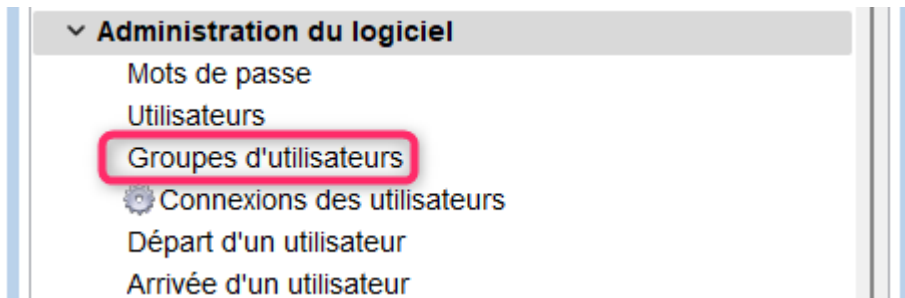 Administration du logiciel
Mots de passe
Utilisateurs
Groupes d'utilisateurs
Connexions des utilisateurs
Départ d'un utilisateur
Arrivée d'un utilisateur